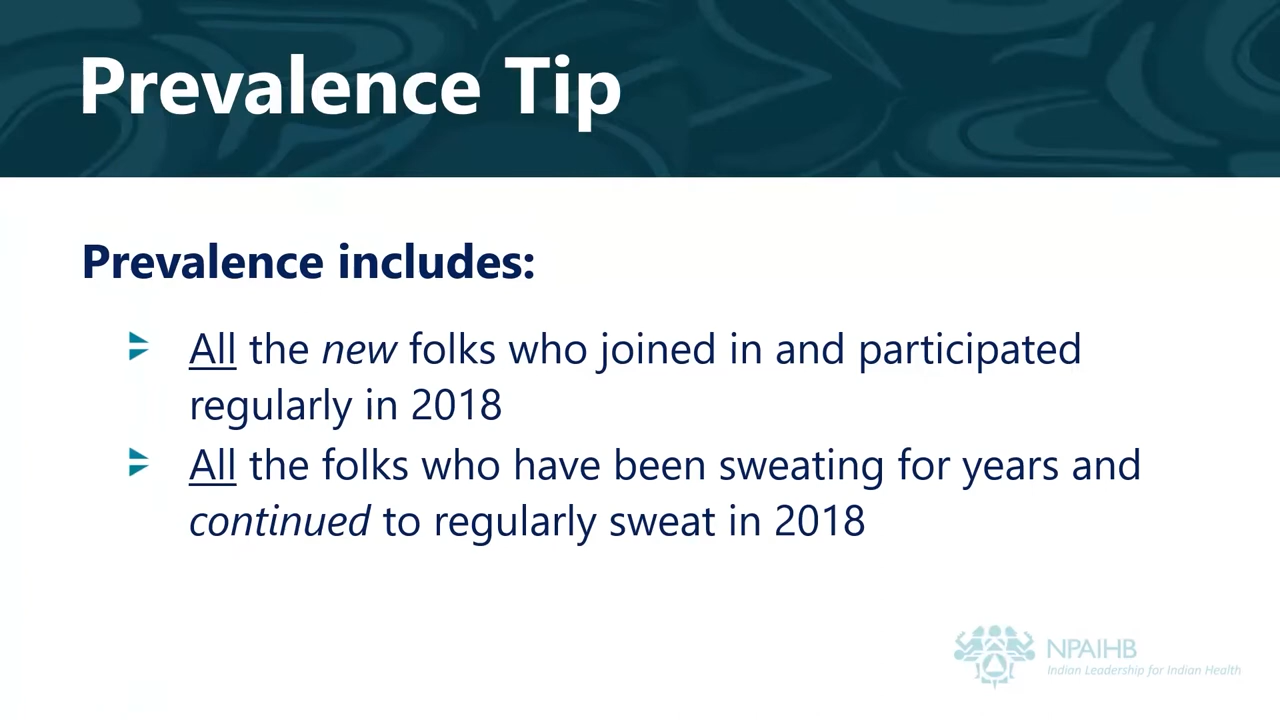 Prevalence Tip
Prevalence includes:
All the new folks who joined in and participated
regularly in 2018
All the folks who have been sweating for years and
continued to regularly sweat in 2018
NPAIHB
Indian Leadership for Indian Health